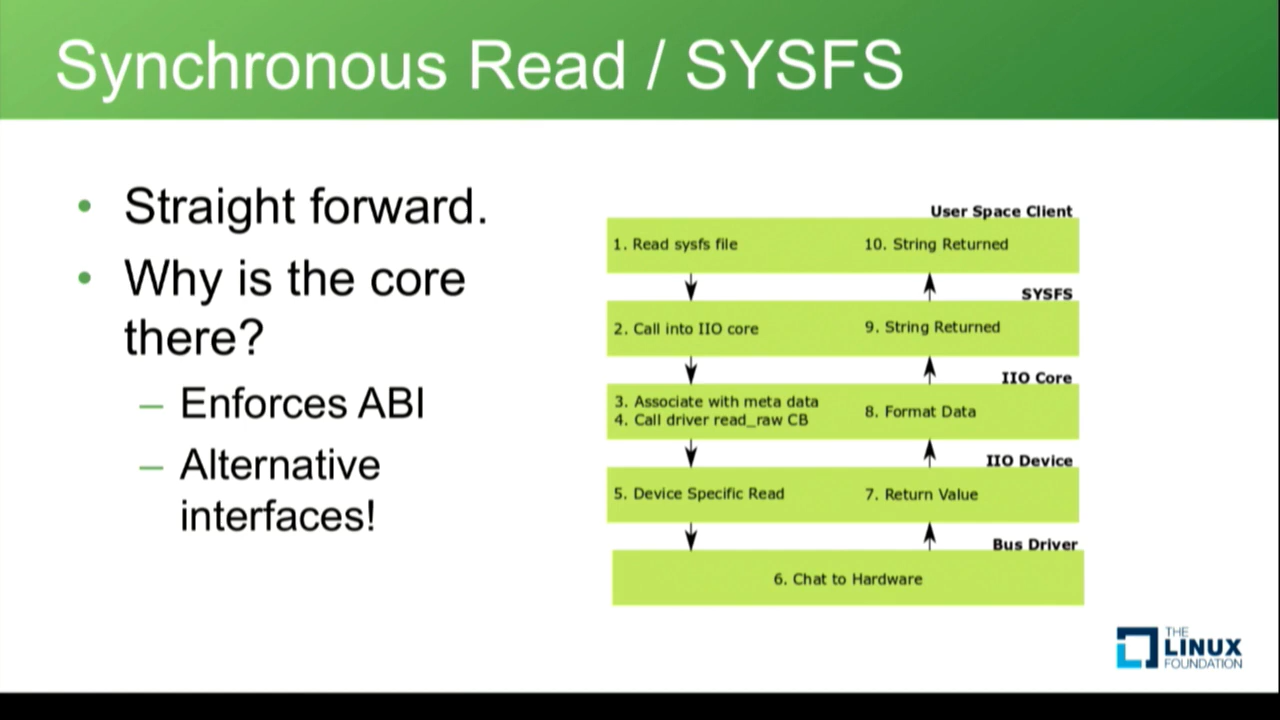 Synchronous Read / SYSFS
• Straight forward.
• Why is the core
there?
– Enforces ABI
– Alternative
interfaces!
User Space Client
1. Read sysfs file
10. String Returned
SYSFS
2. Call into IIO core
9. String Returned
IIO Core
3. Associate with meta data
4. Call driver read_raw CB
8. Format Data
IIO Device
5. Device Specific Read
7. Return Value
Bus Driver
6. Chat to Hardware
THE
LINUX
FOUNDATION